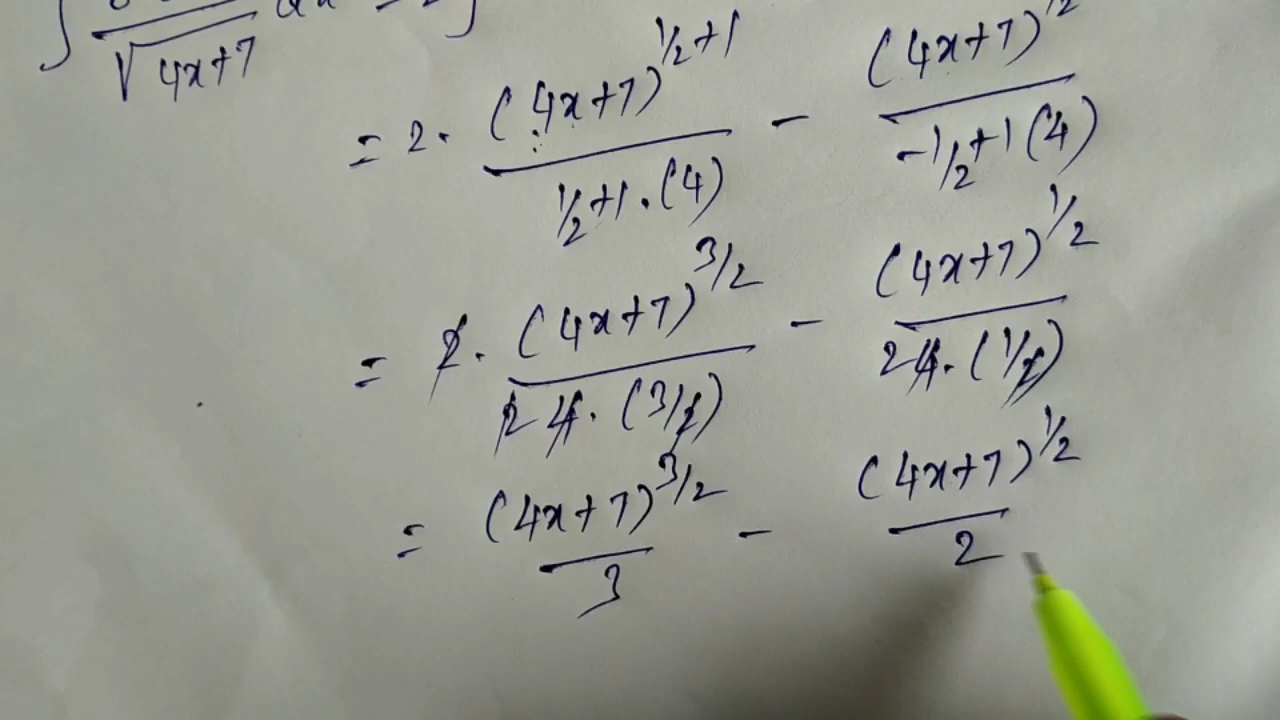 ∫ ―/√4x+7 dx =
= 2 · (4x+7)^(1/2+1) / 1/2+1 · (4) - (4x+7)^1/2 / -1/2+1 (4)
= 2 · (4x+7)^3/2 / 2 4 · (3/2) - (4x+7)^1/2 / 2 4 · (1/2)
= (4x+7)^3/2 / 3 - (4x+7)^1/2 / 2